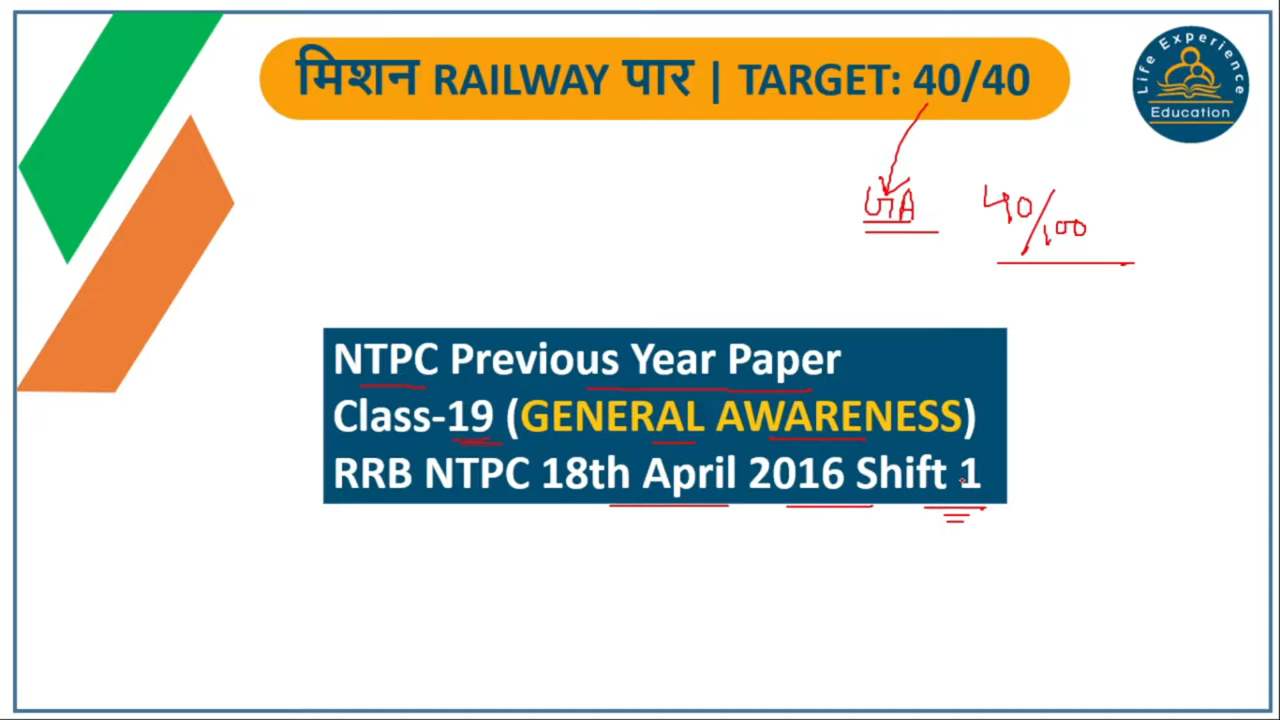 मिशन RAILWAY पार | TARGET: 40/40
Life Experience
Education
GA 40/100
NTPC Previous Year Paper
Class-19 (GENERAL AWARENESS)
RRB NTPC 18th April 2016 Shift 1